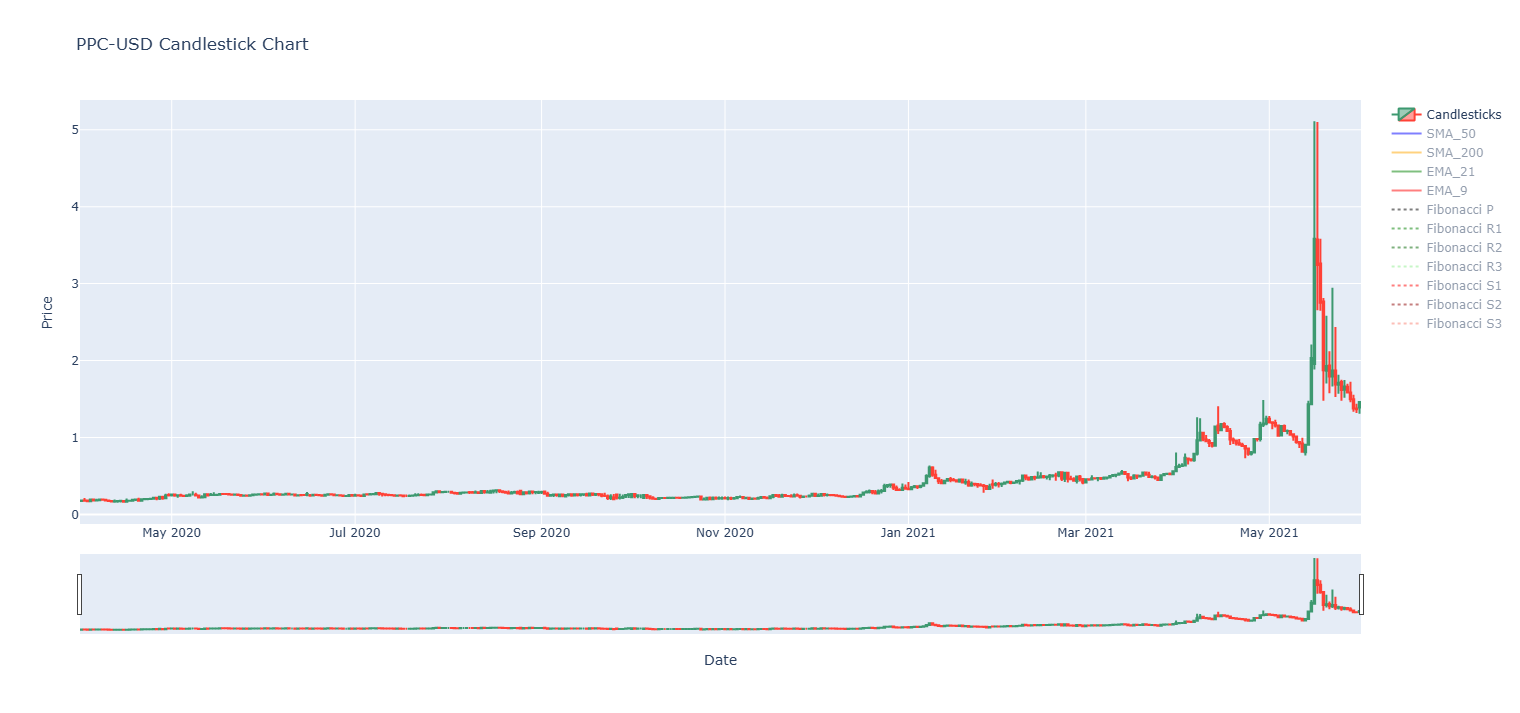 PPC-USD Candlestick Chart
Candlesticks
SMA_50
SMA_200
EMA_21
EMA_9
Fibonacci P
Fibonacci R1
Fibonacci R2
Fibonacci R3
Fibonacci S1
Fibonacci S2
Fibonacci S3
Price
5
4
3
2
1
0
May 2020
Jul 2020
Sep 2020
Nov 2020
Jan 2021
Mar 2021
May 2021
Date